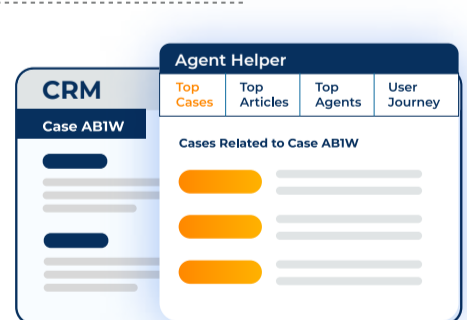 CRM
Case AB1W
Agent Helper
Top Cases
Top Articles
Top Agents
User Journey
Cases Related to Case AB1W